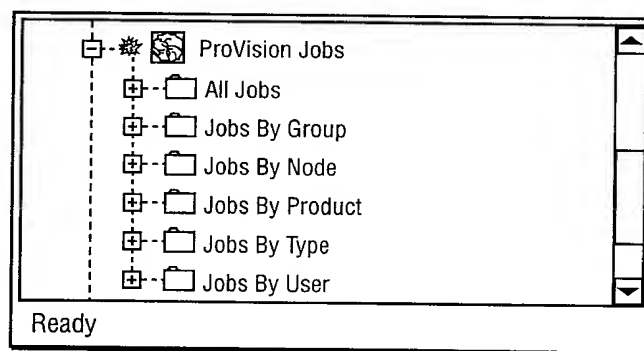 ProVision Jobs
All Jobs
Jobs By Group
Jobs By Node
Jobs By Product
Jobs By Type
Jobs By User
Ready